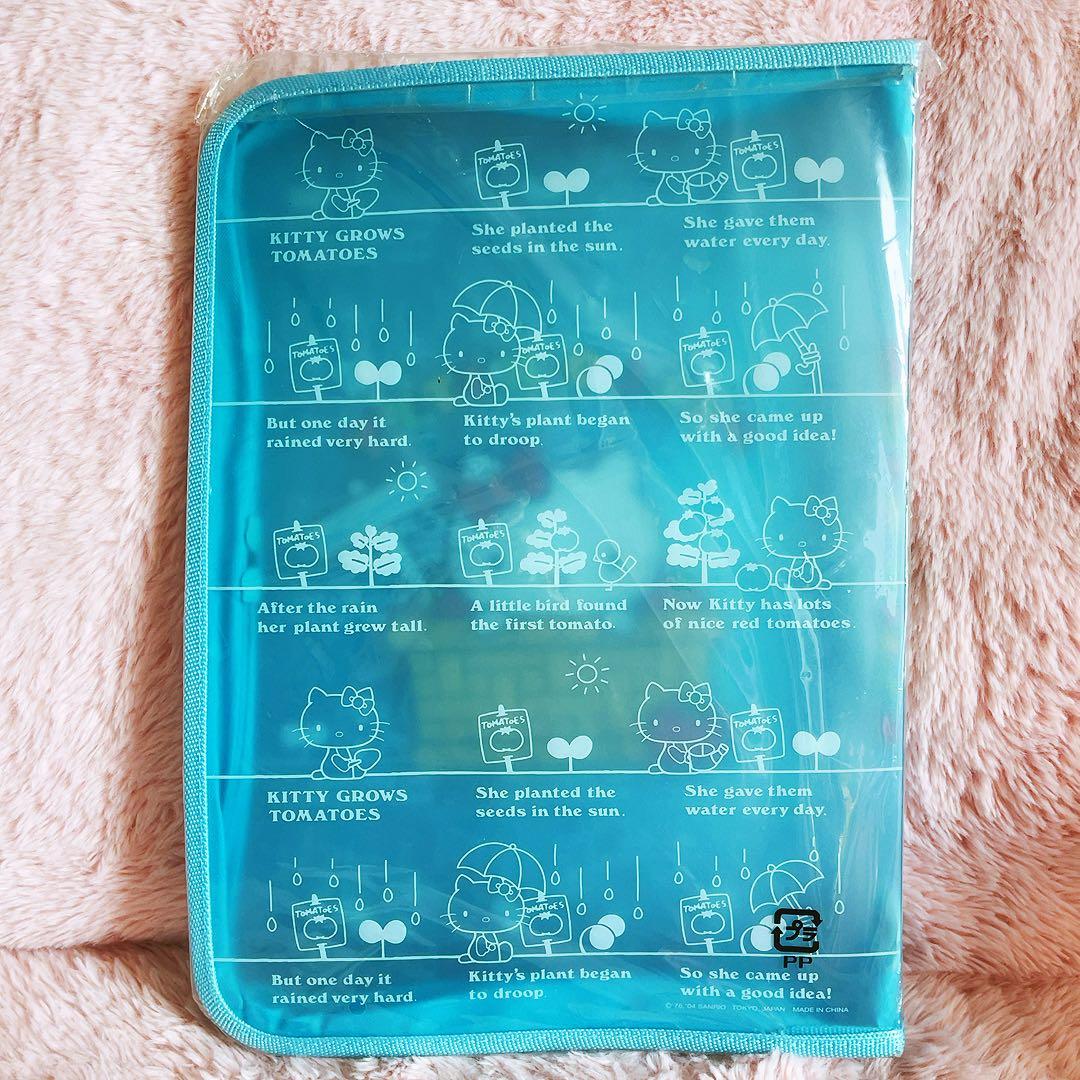 TOMATOES
TOMATOES
KITTY GROWS
TOMATOES
She planted the
seeds in the sun.
She gave them
water every day.
TOMATOES
TOMATOES
TOMATOES
But one day it
rained very hard.
Kitty's plant began
to droop.
So she came up
with a good idea!
TOMATOES
TOMATOES
After the rain
her plant grew tall.
A little bird found
the first tomato.
Now Kitty has lots
of nice red tomatoes.
TOMATOES
TOMATOES
KITTY GROWS
TOMATOES
She planted the
seeds in the sun.
She gave them
water every day.
TOMATOES
TOMATOES
TOMATOES
プラ
PP
But one day it
rained very hard.
Kitty's plant began
to droop.
So she came up
with a good idea!
© '76, '04 SANRIO TOKYO, JAPAN MADE IN CHINA